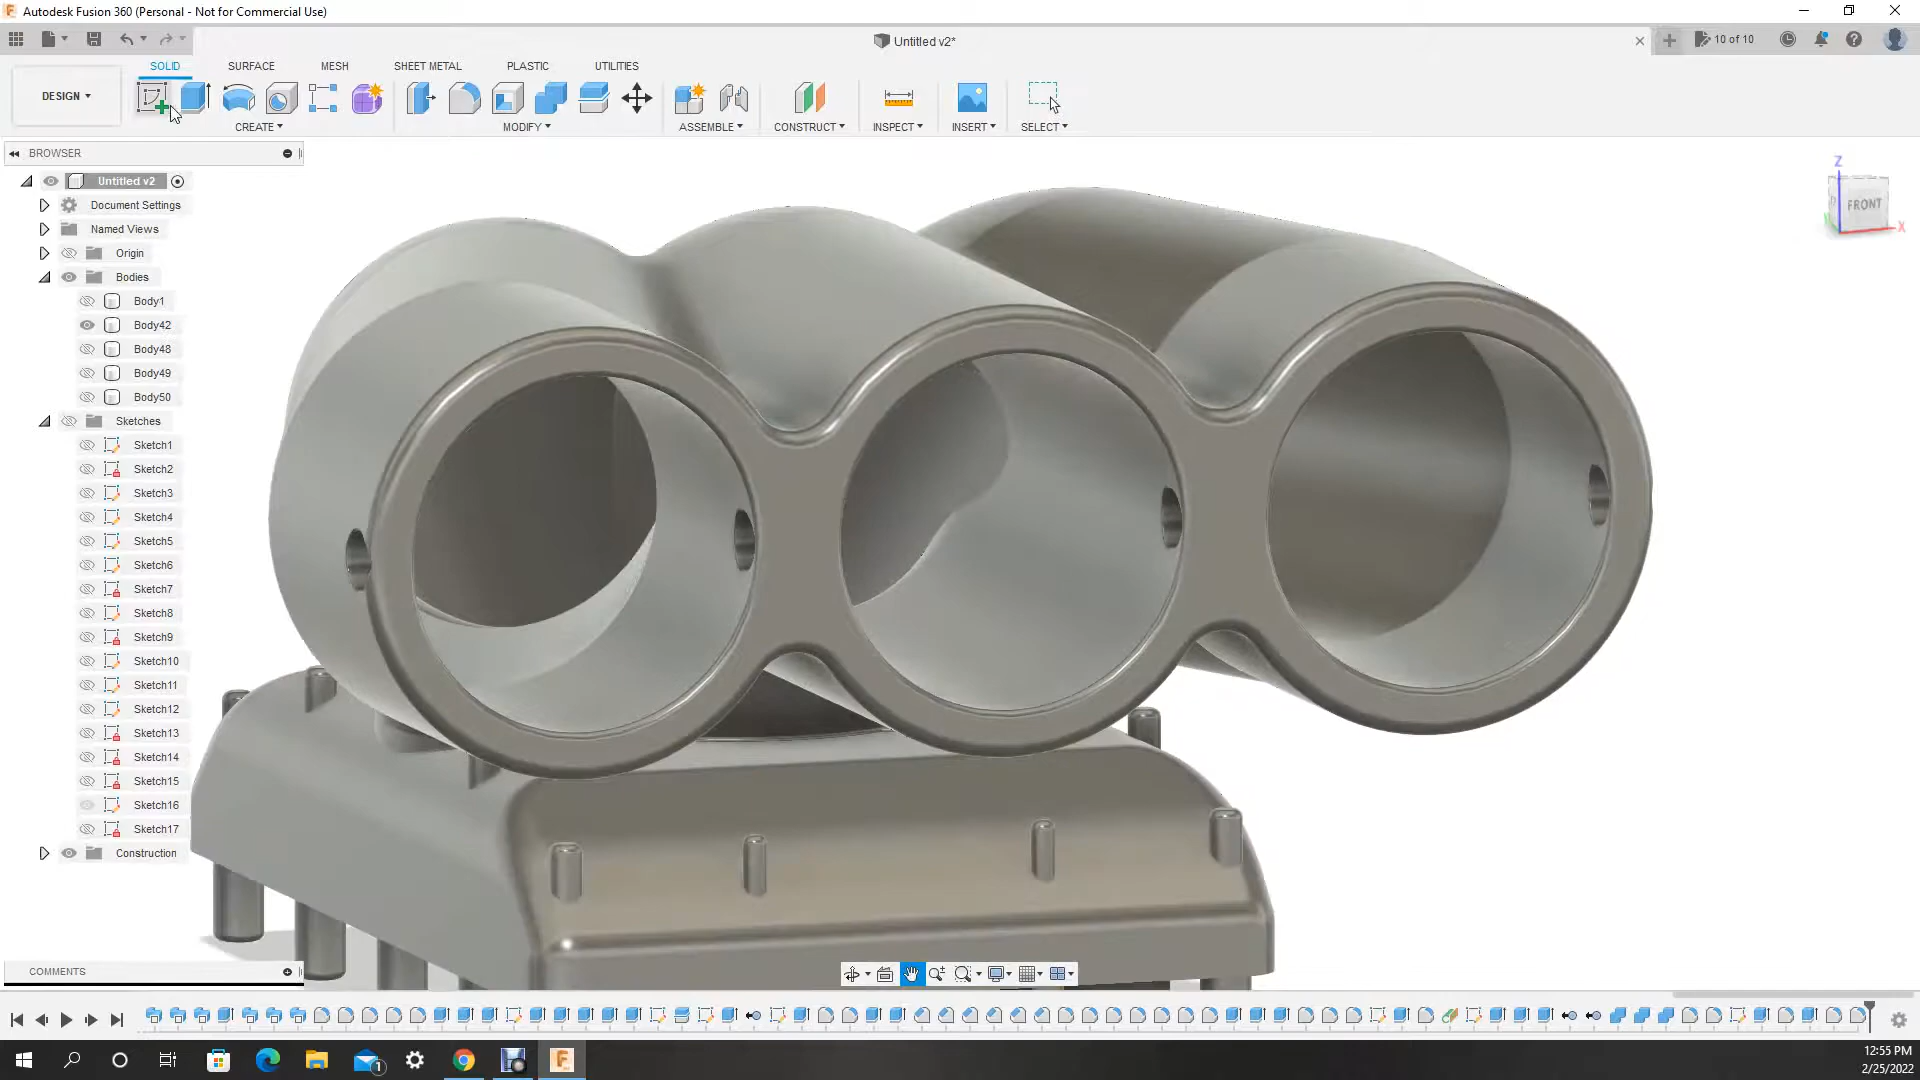 Autodesk Fusion 360 (Personal - Not for Commercial Use)
Untitled v2*
10 of 10
DESIGN
SOLID
SURFACE
MESH
SHEET METAL
PLASTIC
UTILITIES
CREATE
MODIFY
ASSEMBLE
CONSTRUCT
INSPECT
INSERT
SELECT
BROWSER
Untitled v2
Document Settings
Named Views
Origin
Bodies
Body1
Body42
Body48
Body49
Body50
Sketches
Sketch1
Sketch2
Sketch3
Sketch4
Sketch5
Sketch6
Sketch7
Sketch8
Sketch9
Sketch10
Sketch11
Sketch12
Sketch13
Sketch14
Sketch15
Sketch16
Sketch17
Construction
Z
FRONT
X
COMMENTS
1
12:55 PM
2/25/2022